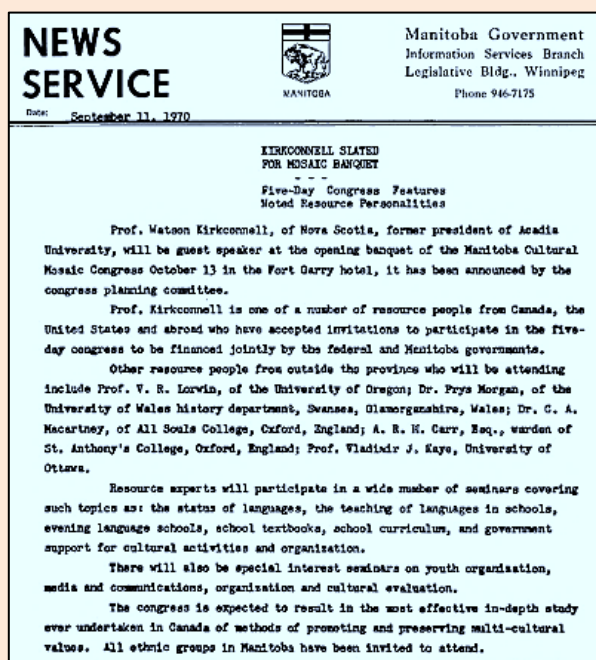 NEWS
SERVICE
MANITOBA
Manitoba Government
Information Services Branch
Legislative Bldg., Winnipeg
Phone 946-7175
Date: September 11, 1970
KIRKCONNELL SLATED
FOR MOSAIC BANQUET
- - -
Five-Day Congress Features
Noted Resource Personalities
Prof. Watson Kirkconnell, of Nova Scotia, former president of Acadia
University, will be guest speaker at the opening banquet of the Manitoba Cultural
Mosaic Congress October 13 in the Fort Garry hotel, it has been announced by the
congress planning committee.
Prof. Kirkconnell is one of a number of resource people from Canada, the
United States and abroad who have accepted invitations to participate in the five-
day congress to be financed jointly by the federal and Manitoba governments.
Other resource people from outside the province who will be attending
include Prof. V. R. Lorwin, of the University of Oregon; Dr. Prys Morgan, of the
University of Wales history department, Swansea, Glamorganshire, Wales; Dr. C. A.
Macartney, of All Souls College, Oxford, England; A. R. M. Carr, Esq., warden of
St. Anthony's College, Oxford, England; Prof. Vladimir J. Kaye, University of
Ottawa.
Resource experts will participate in a wide number of seminars covering
such topics as: the status of languages, the teaching of languages in schools,
evening language schools, school textbooks, school curriculum, and government
support for cultural activities and organization.
There will also be special interest seminars on youth organization,
media and communications, organization and cultural evaluation.
The congress is expected to result in the most effective in-depth study
ever undertaken in Canada of methods of promoting and preserving multi-cultural
values. All ethnic groups in Manitoba have been invited to attend.